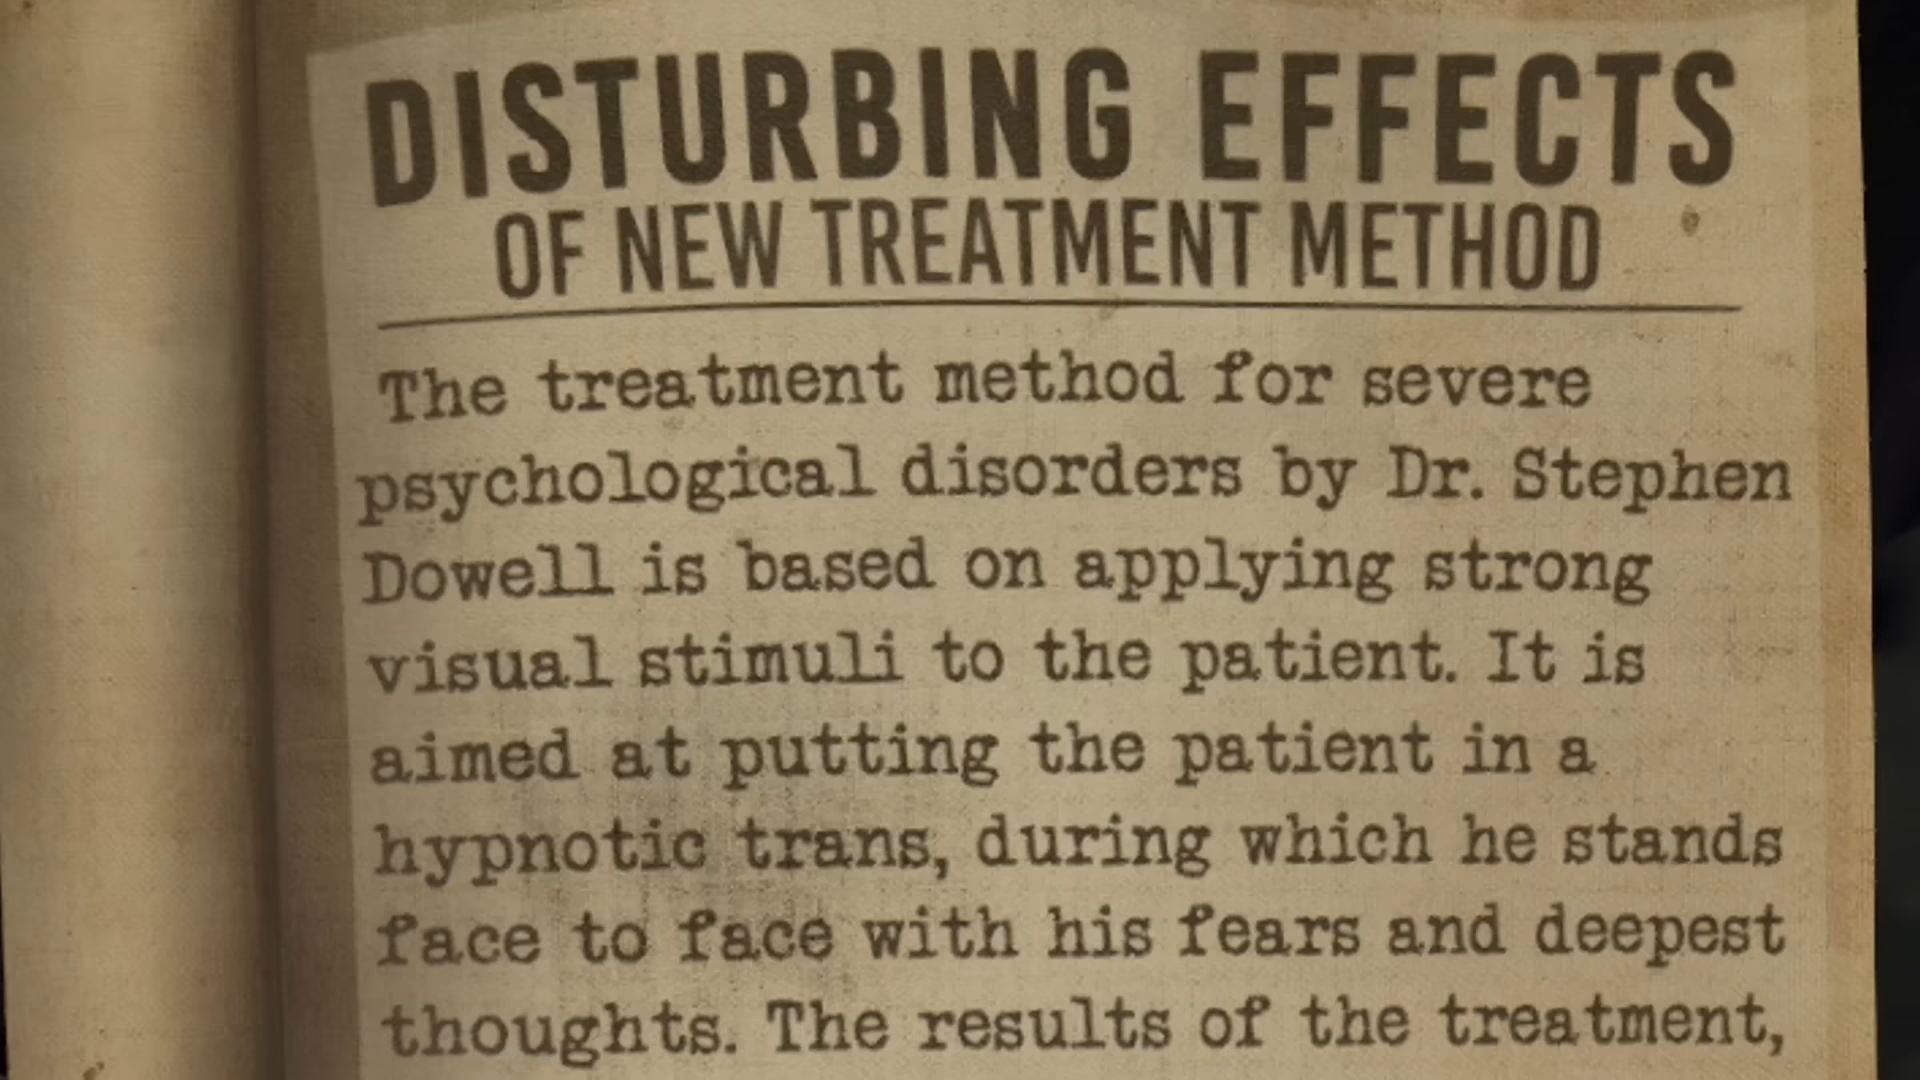 DISTURBING EFFECTS
OF NEW TREATMENT METHOD
The treatment method for severe
psychological disorders by Dr. Stephen
Dowell is based on applying strong
visual stimuli to the patient. It is
aimed at putting the patient in a
hypnotic trans, during which he stands
face to face with his fears and deepest
thoughts. The results of the treatment,